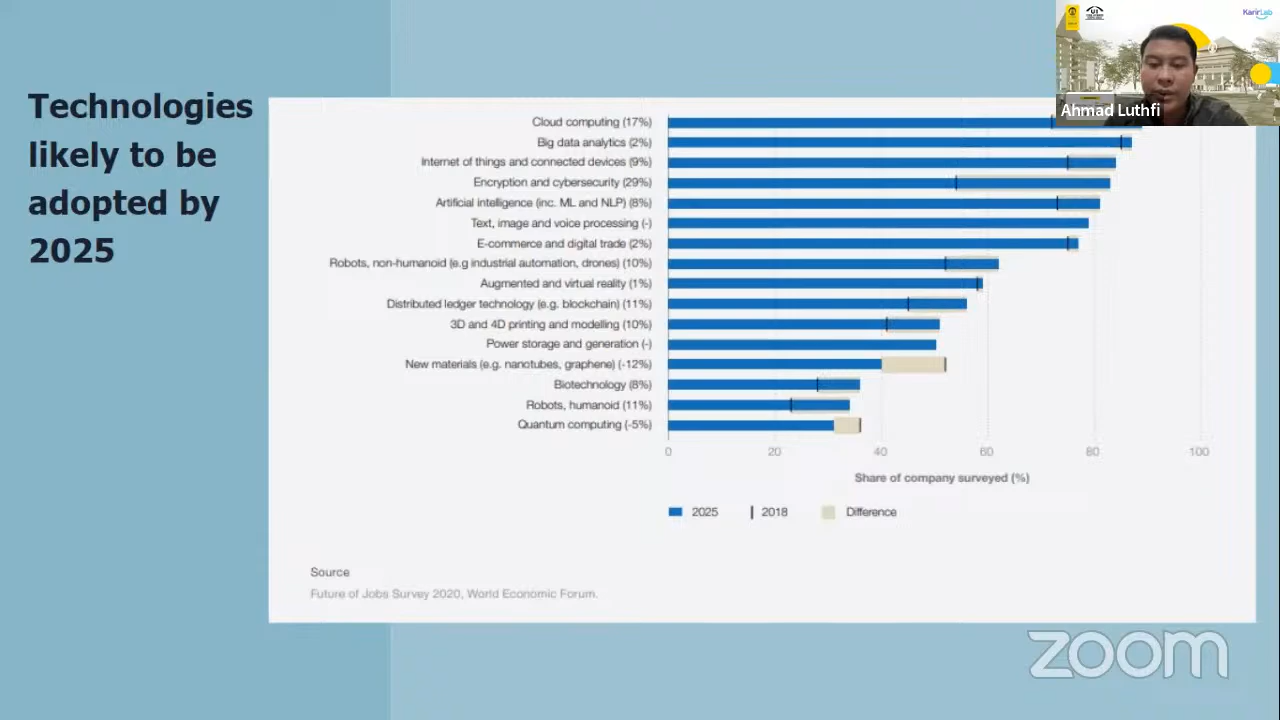 Technologies
likely to be
adopted by
2025
KarirLab
Ahmad Luthfi
Cloud computing (17%)
Big data analytics (2%)
Internet of things and connected devices (9%)
Encryption and cybersecurity (29%)
Artificial intelligence (inc. ML and NLP) (8%)
Text, image and voice processing (-)
E-commerce and digital trade (2%)
Robots, non-humanoid (e.g industrial automation, drones) (10%)
Augmented and virtual reality (1%)
Distributed ledger technology (e.g. blockchain) (11%)
3D and 4D printing and modelling (10%)
Power storage and generation (-)
New materials (e.g. nanotubes, graphene) (-12%)
Biotechnology (8%)
Robots, humanoid (11%)
Quantum computing (-5%)
0 20 40 60 80 100
Share of company surveyed (%)
2025 2018 Difference
Source
Future of Jobs Survey 2020, World Economic Forum.
zoom